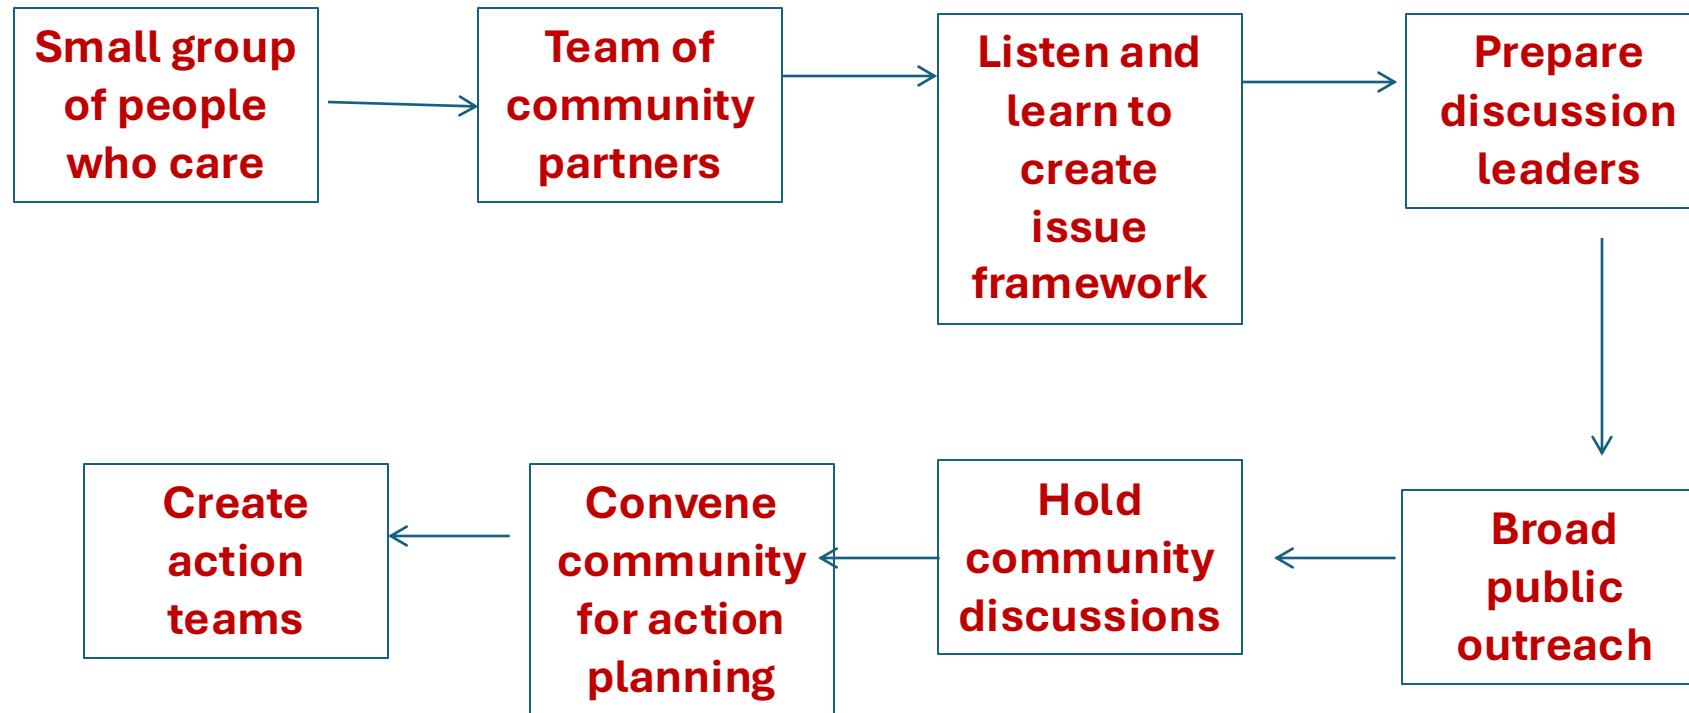 Small group
of people
who care
Team of
community
partners
Listen and
learn to
create
issue
framework
Prepare
discussion
leaders
Broad
public
outreach
Hold
community
discussions
Convene
community
for action
planning
Create
action
teams